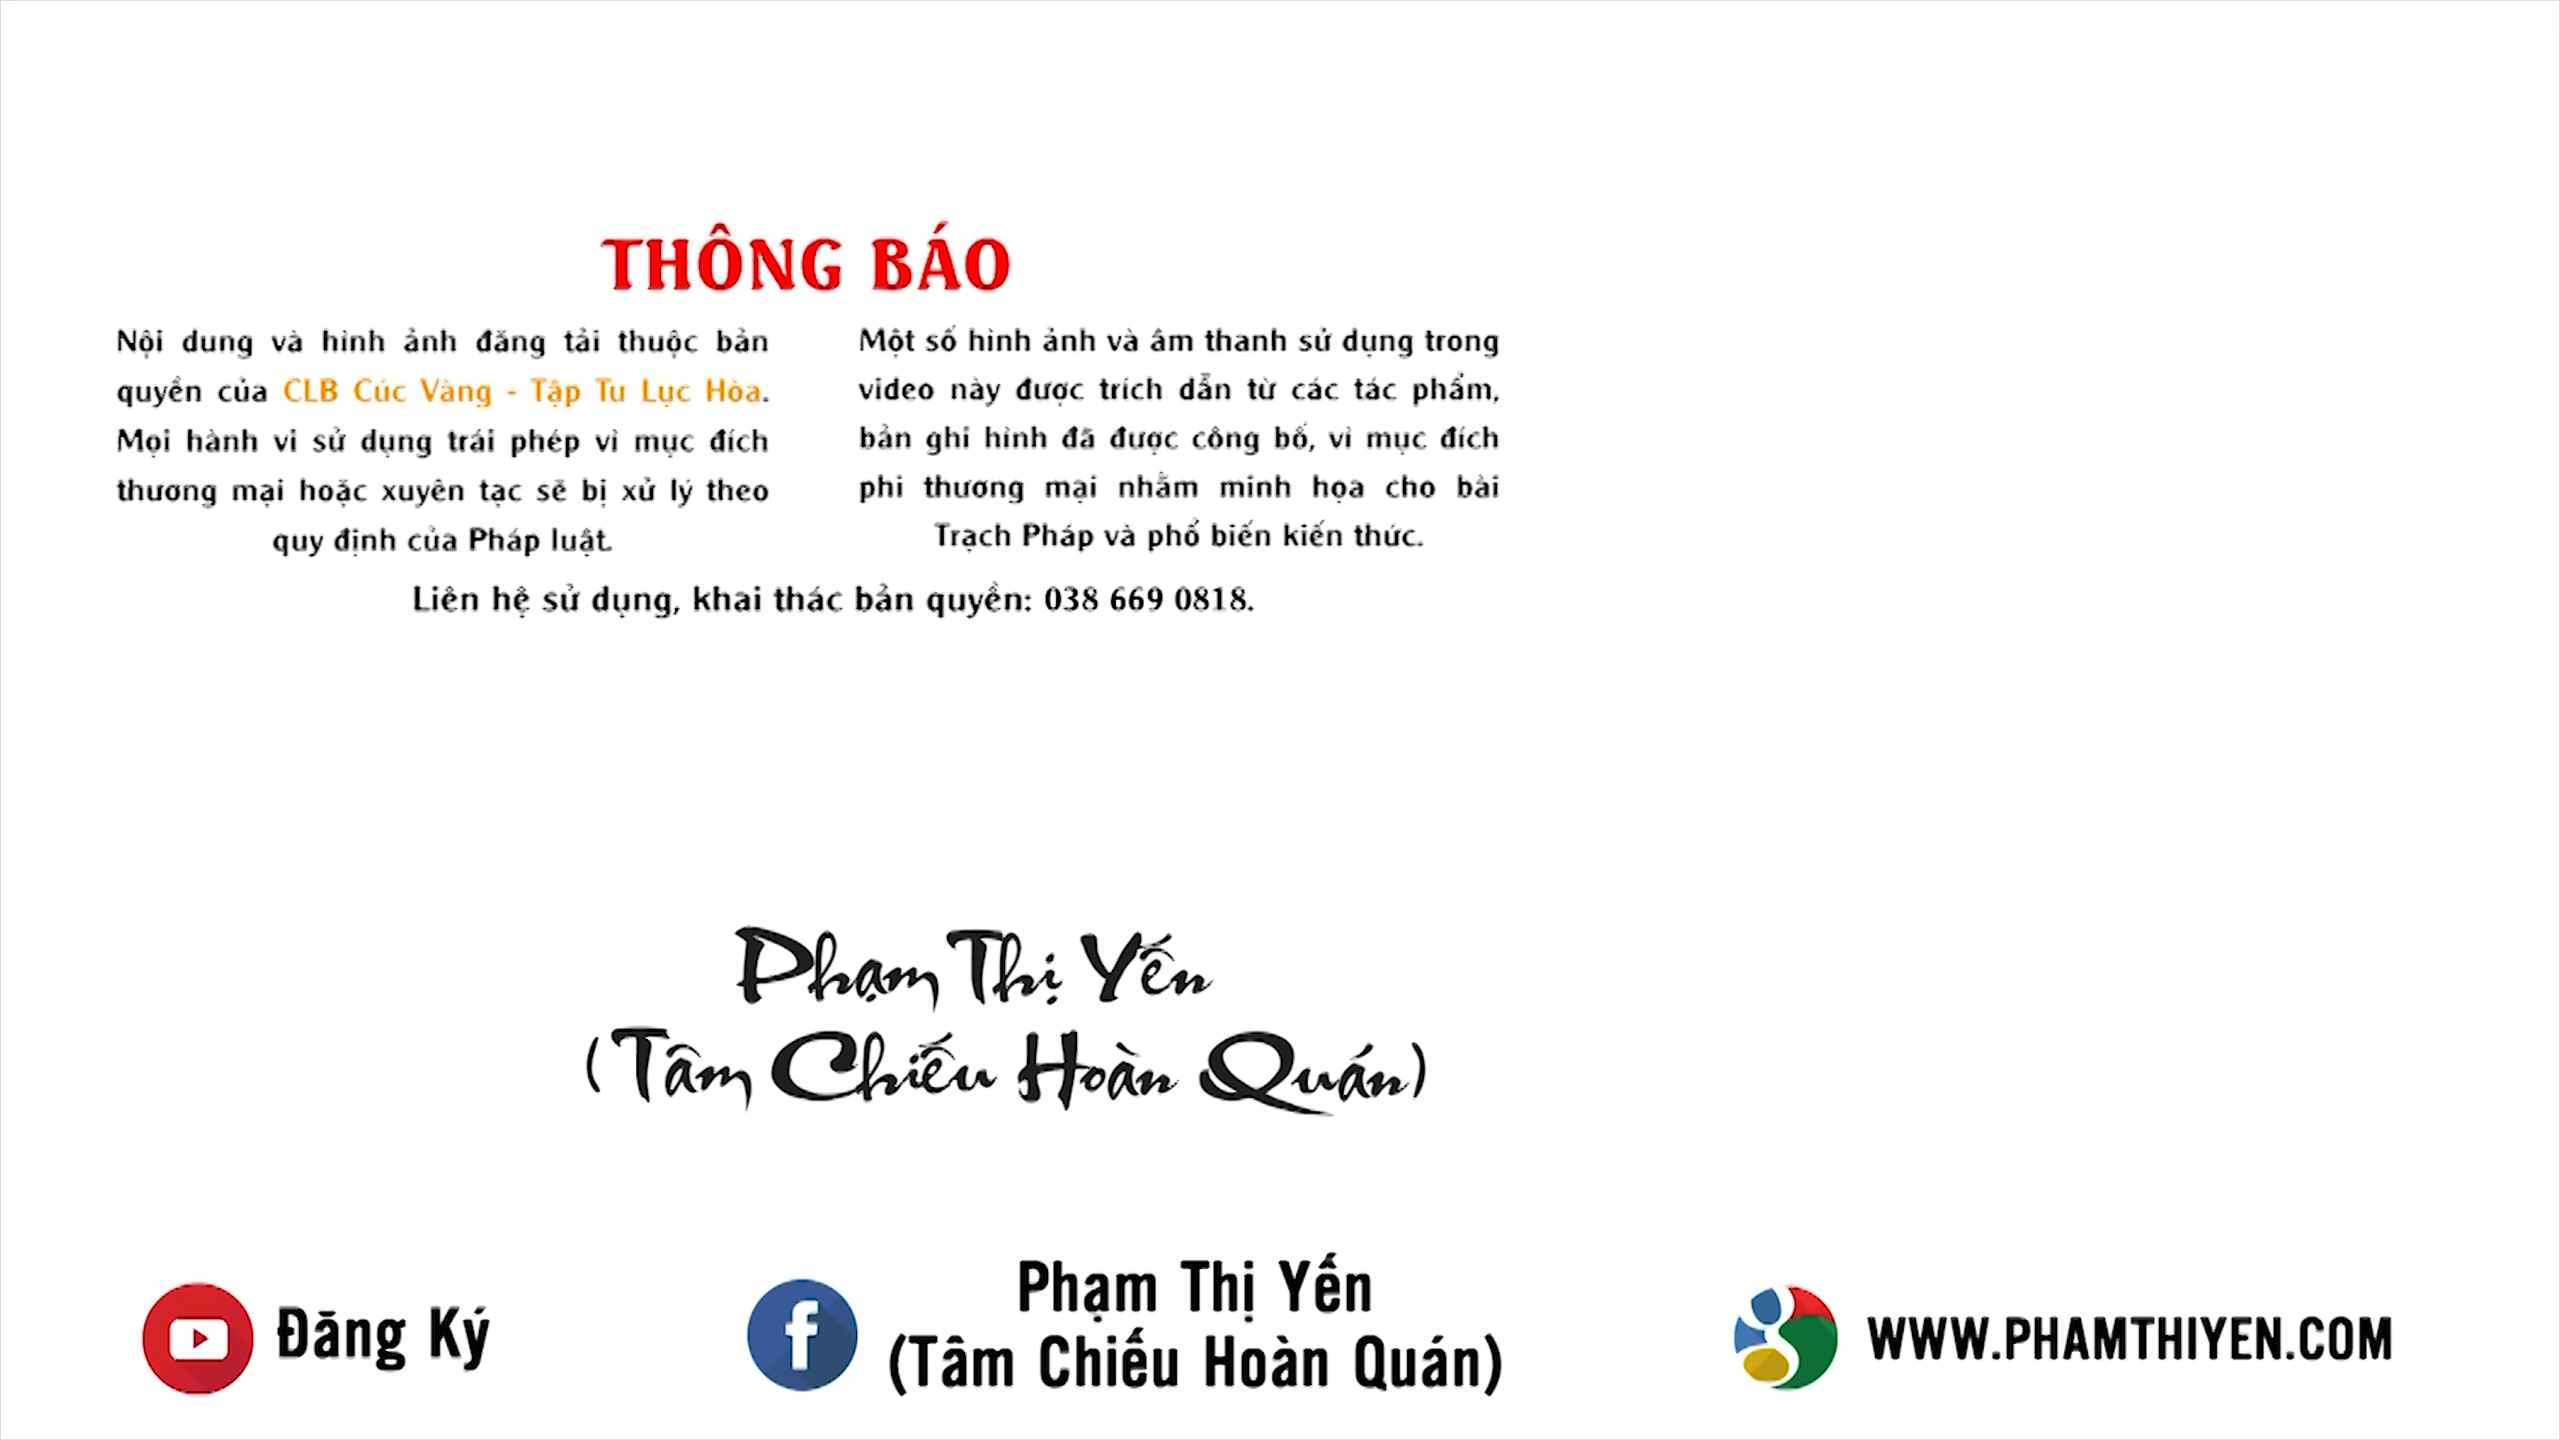 THÔNG BÁO
Nội dung và hình ảnh đăng tải thuộc bản
quyền của CLB Cúc Vàng - Tập Tu Lục Hòa.
Mọi hành vi sử dụng trái phép vì mục đích
thương mại hoặc xuyên tạc sẽ bị xử lý theo
quy định của Pháp luật.
Một số hình ảnh và âm thanh sử dụng trong
video này được trích dẫn từ các tác phẩm,
bản ghi hình đã được công bố, vì mục đích
phi thương mại nhằm minh họa cho bài
Trạch Pháp và phổ biến kiến thức.
Liên hệ sử dụng, khai thác bản quyền: 038 669 0818.
Phạm Thị Yến
(Tâm Chiếu Hoàn Quán)
Đăng Ký
Phạm Thị Yến
(Tâm Chiếu Hoàn Quán)
WWW.PHAMTHIYEN.COM